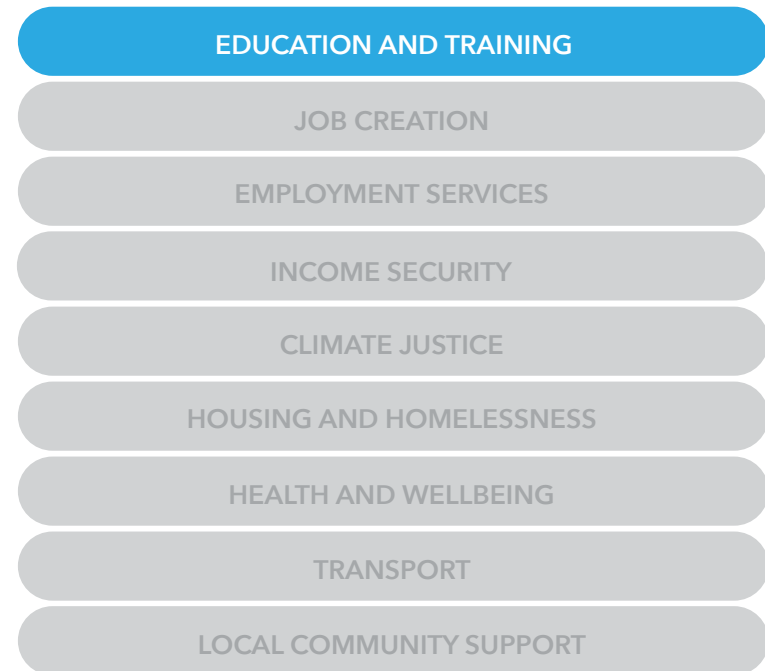 EDUCATION AND TRAINING
JOB CREATION
EMPLOYMENT SERVICES
INCOME SECURITY
CLIMATE JUSTICE
HOUSING AND HOMELESSNESS
HEALTH AND WELLBEING
TRANSPORT
LOCAL COMMUNITY SUPPORT